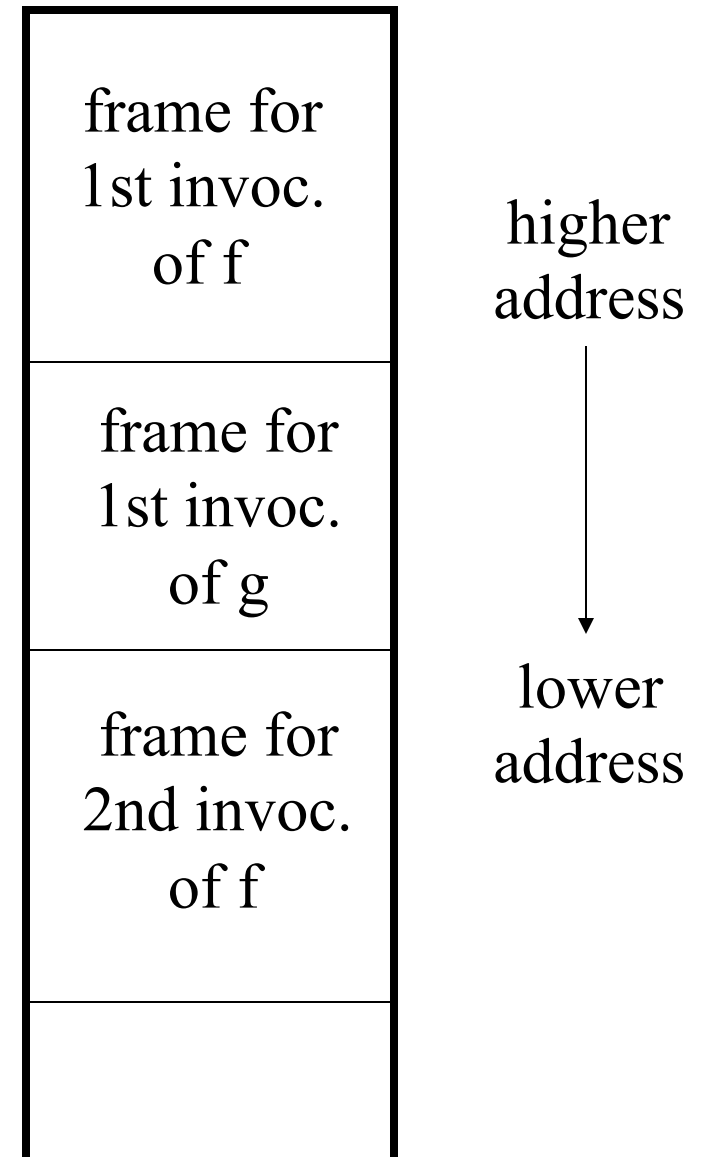 frame for
1st invoc.
of f
higher
address
frame for
1st invoc.
of g
lower
address
frame for
2nd invoc.
of f